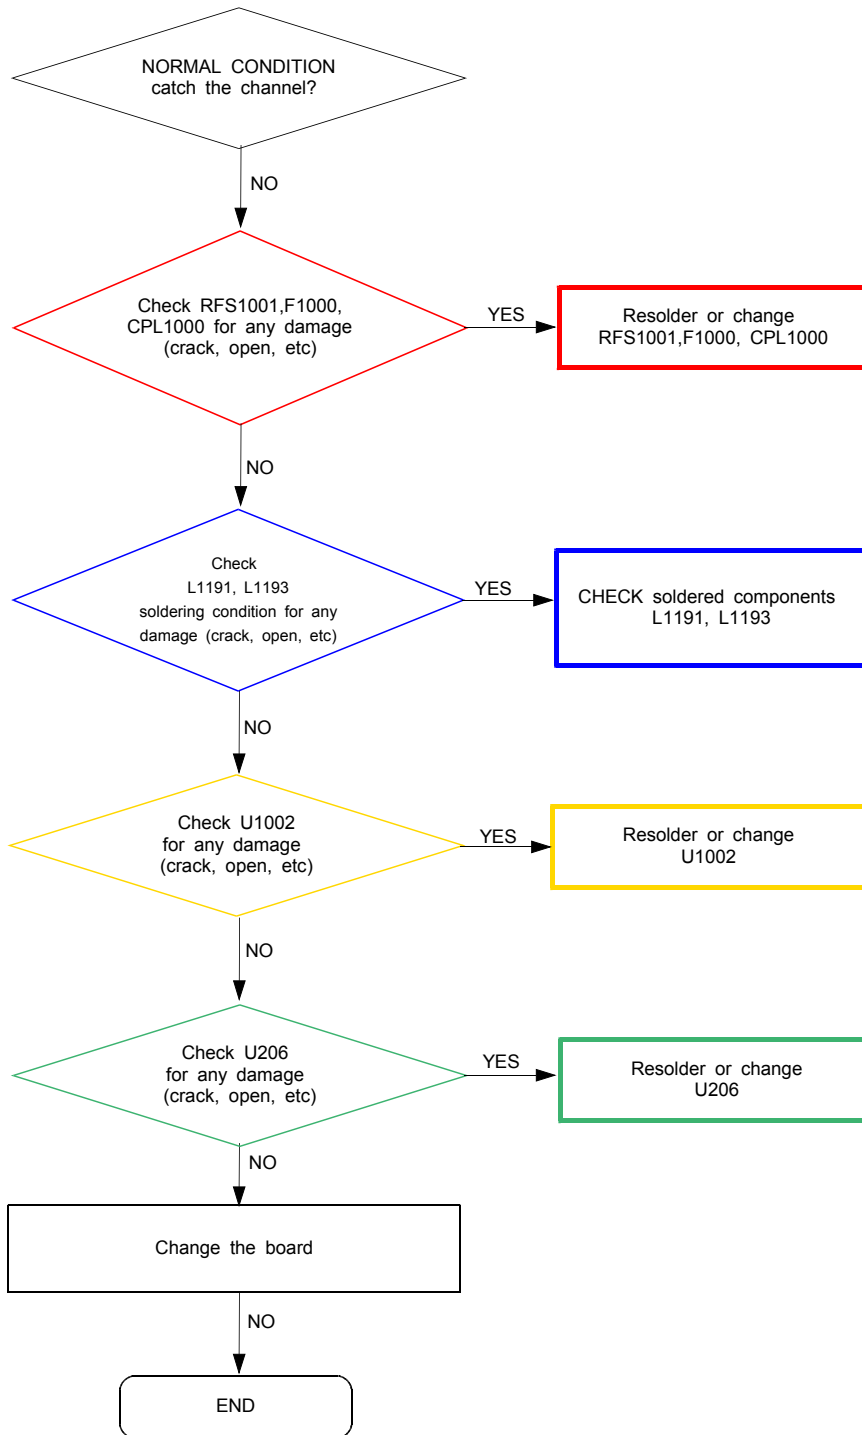 NORMAL CONDITION
catch the channel?
NO
Check RFS1001,F1000,
CPL1000 for any damage
(crack, open, etc)
YES
Resolder or change
RFS1001,F1000, CPL1000
NO
Check
L1191, L1193
soldering condition for any
damage (crack, open, etc)
YES
CHECK soldered components
L1191, L1193
NO
Check U1002
for any damage
(crack, open, etc)
YES
Resolder or change
U1002
NO
Check U206
for any damage
(crack, open, etc)
YES
Resolder or change
U206
NO
Change the board
NO
END